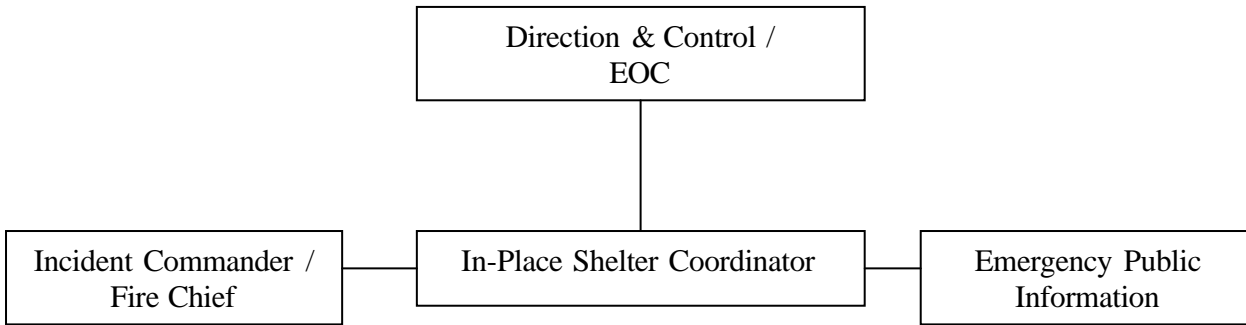 Direction & Control /
EOC
Incident Commander /
Fire Chief
In-Place Shelter Coordinator
Emergency Public
Information